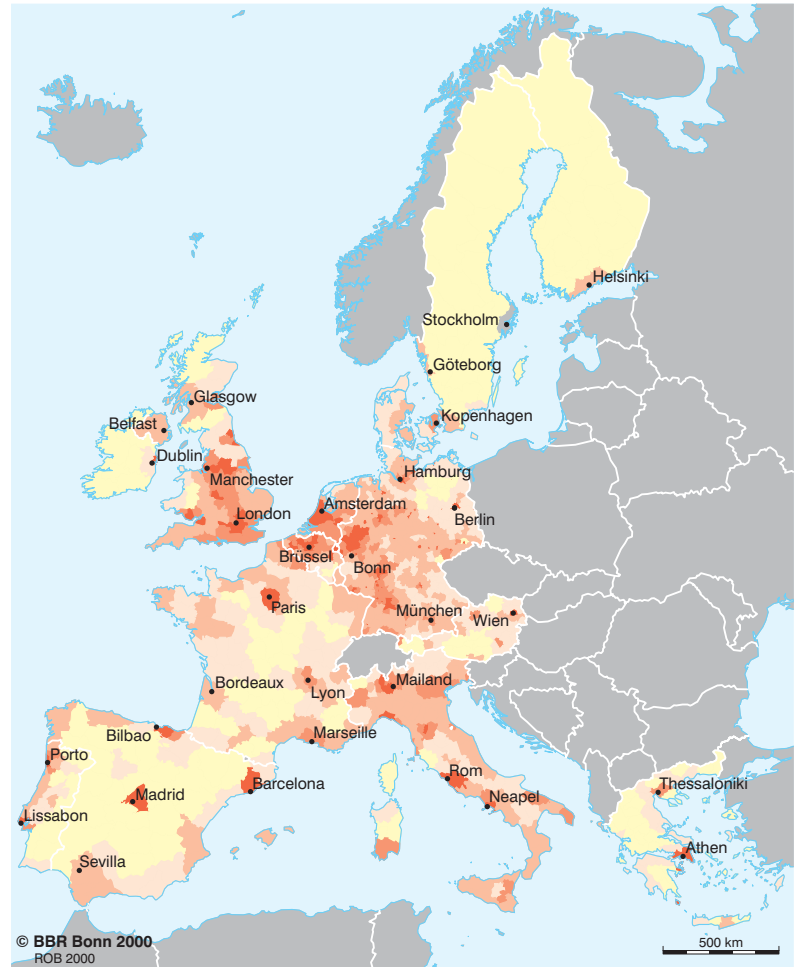 Helsinki
Stockholm
Göteborg
Glasgow
Kopenhagen
Belfast
Dublin
Manchester
Hamburg
London
Amsterdam
Berlin
Brüssel
Bonn
Paris
München
Wien
Bordeaux
Lyon
Mailand
Bilbao
Marseille
Porto
Madrid
Barcelona
Rom
Thessaloniki
Lissabon
Neapel
Athen
Sevilla
© BBR Bonn 2000
ROB 2000
500 km